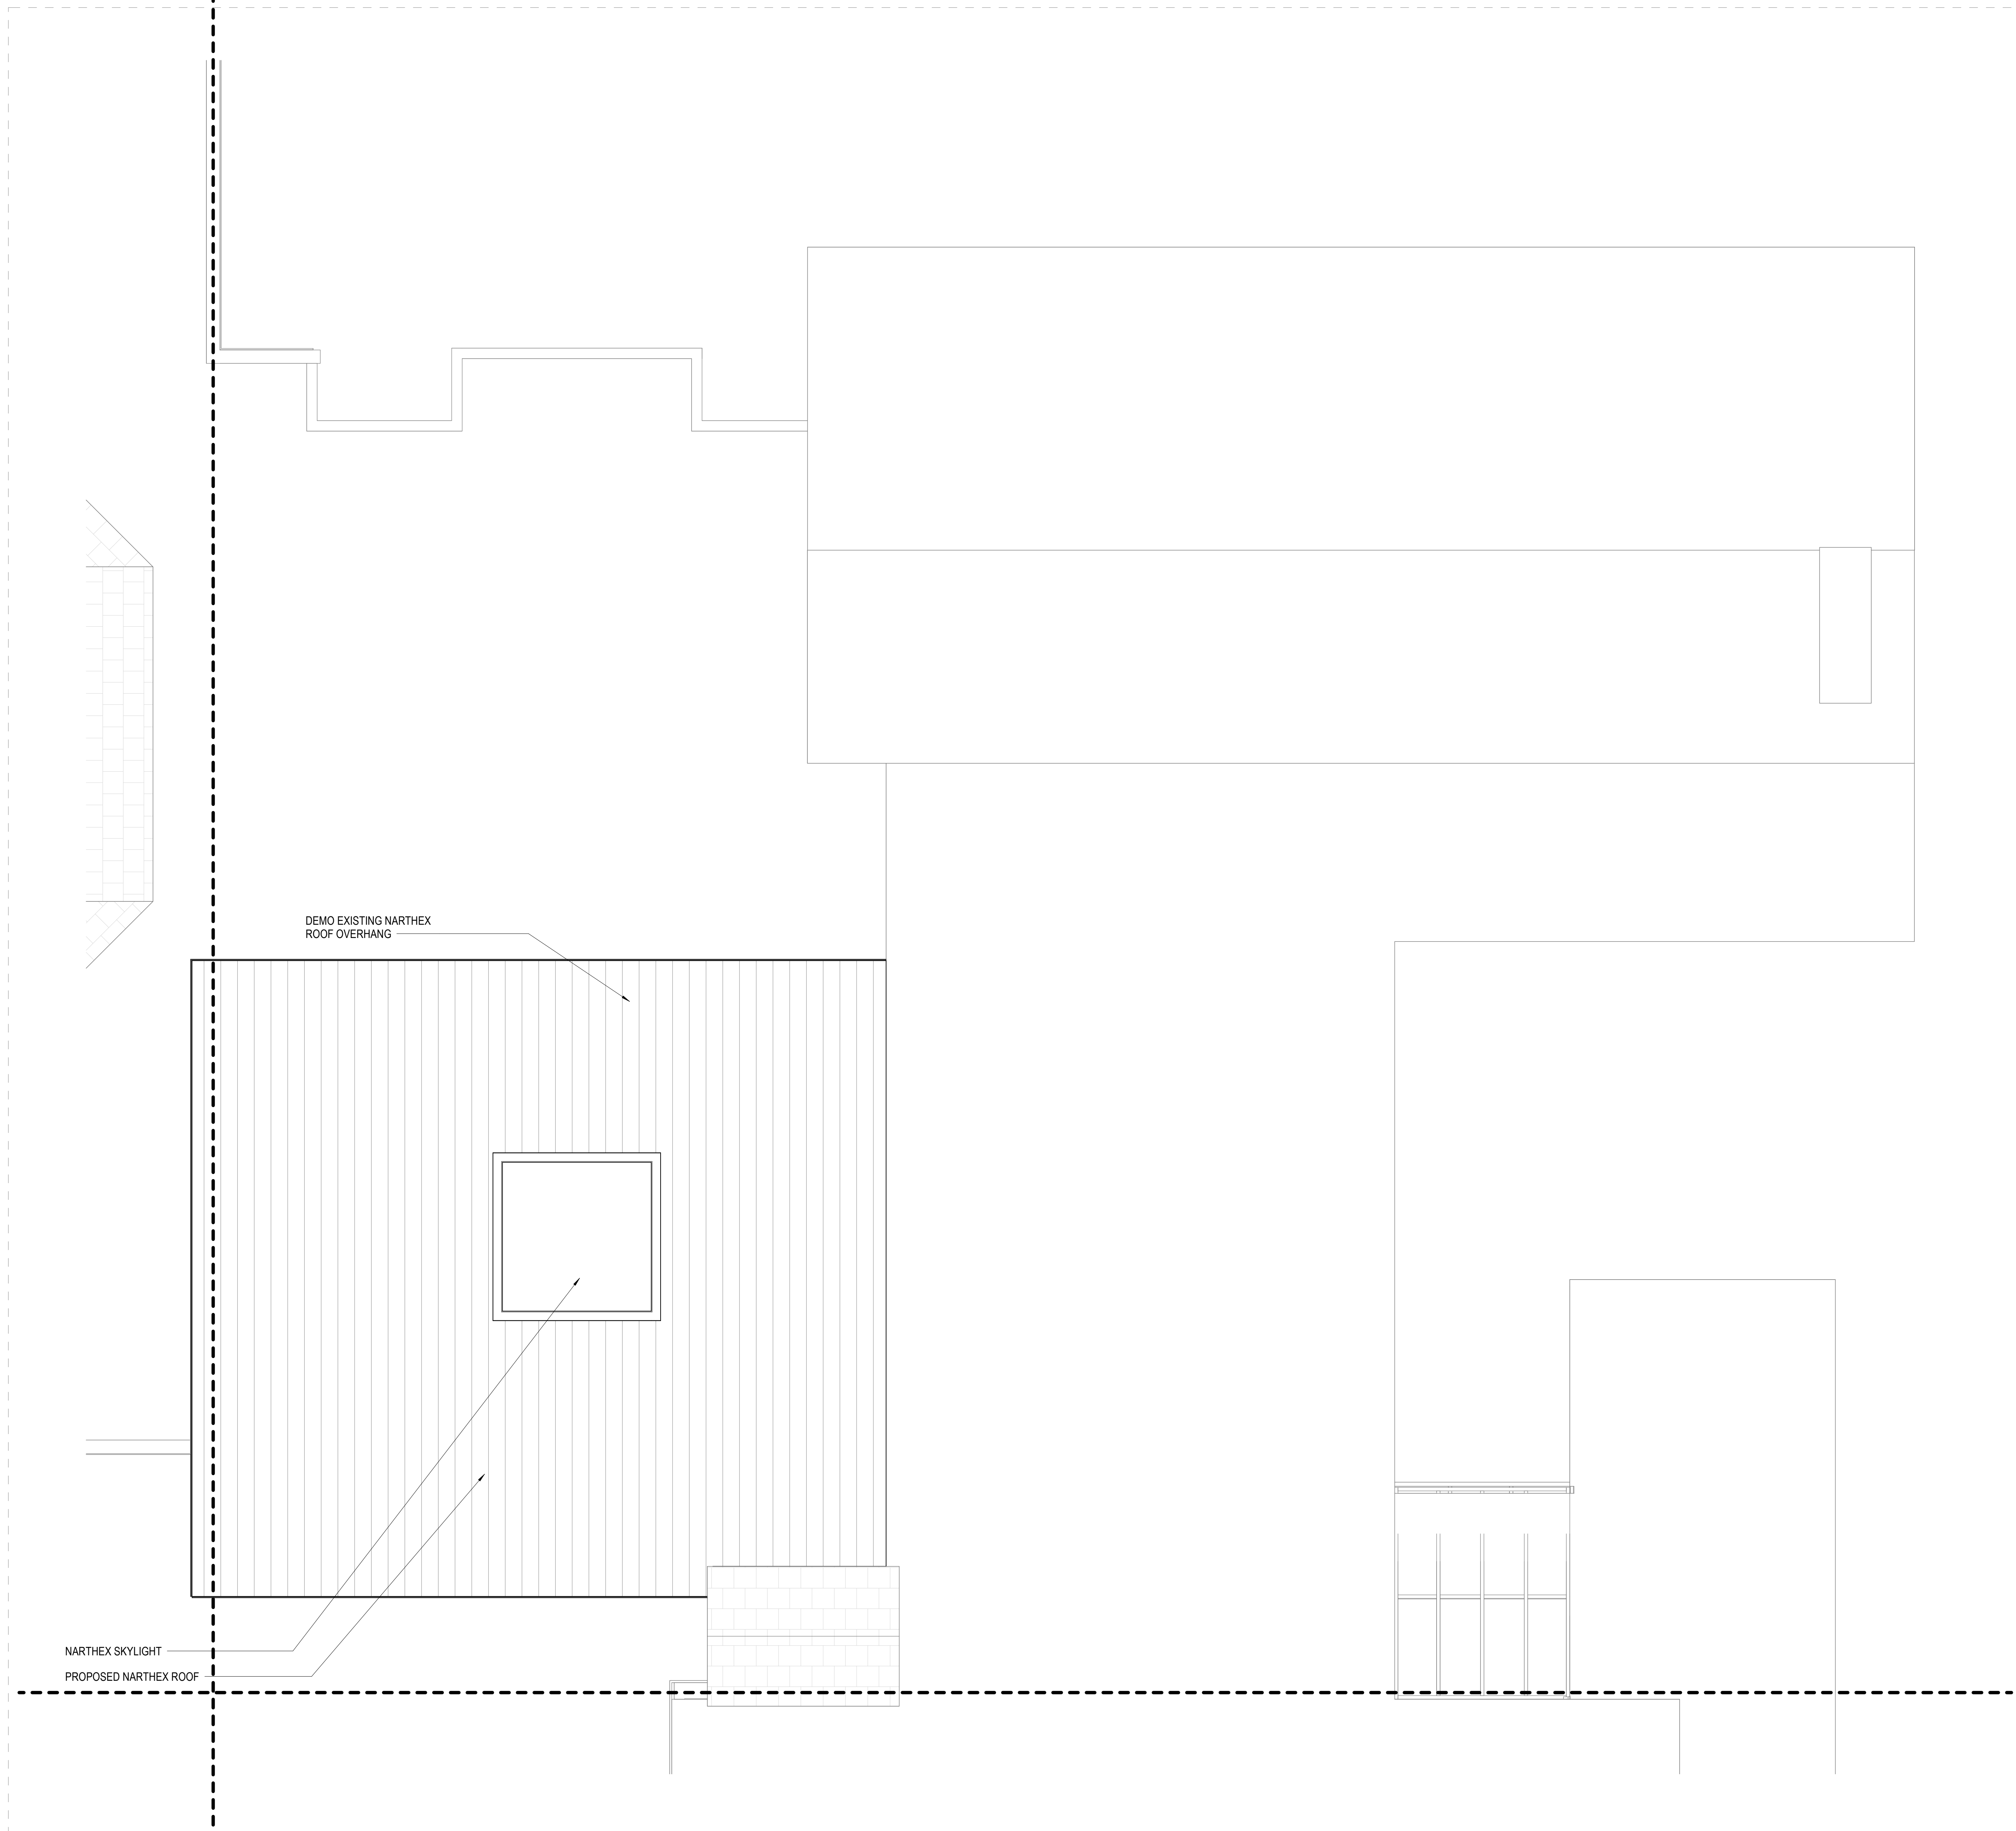 DEMO EXISTING NARTHEX
ROOF OVERHANG
NARTHEX SKYLIGHT
PROPOSED NARTHEX ROOF